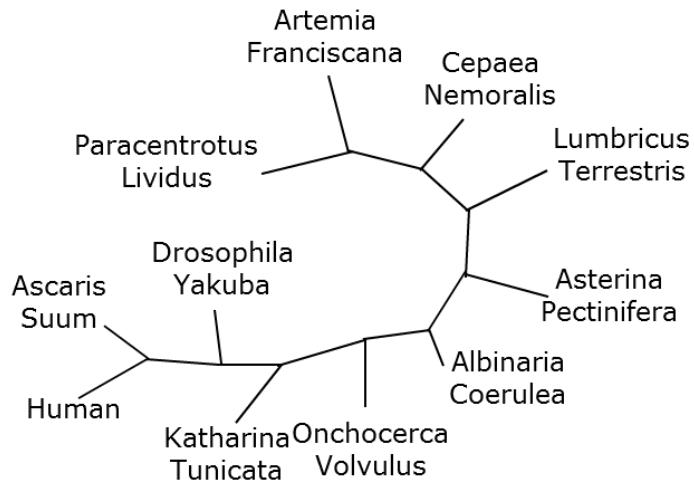 Artemia
Franciscana
Cepaea
Nemoralis
Paracentrotus
Lividus
Lumbricus
Terrestris
Drosophila
Yakuba
Ascaris
Suum
Asterina
Pectinifera
Albinaria
Coerulea
Human
Katharina
Tunicata
Onchocerca
Volvulus